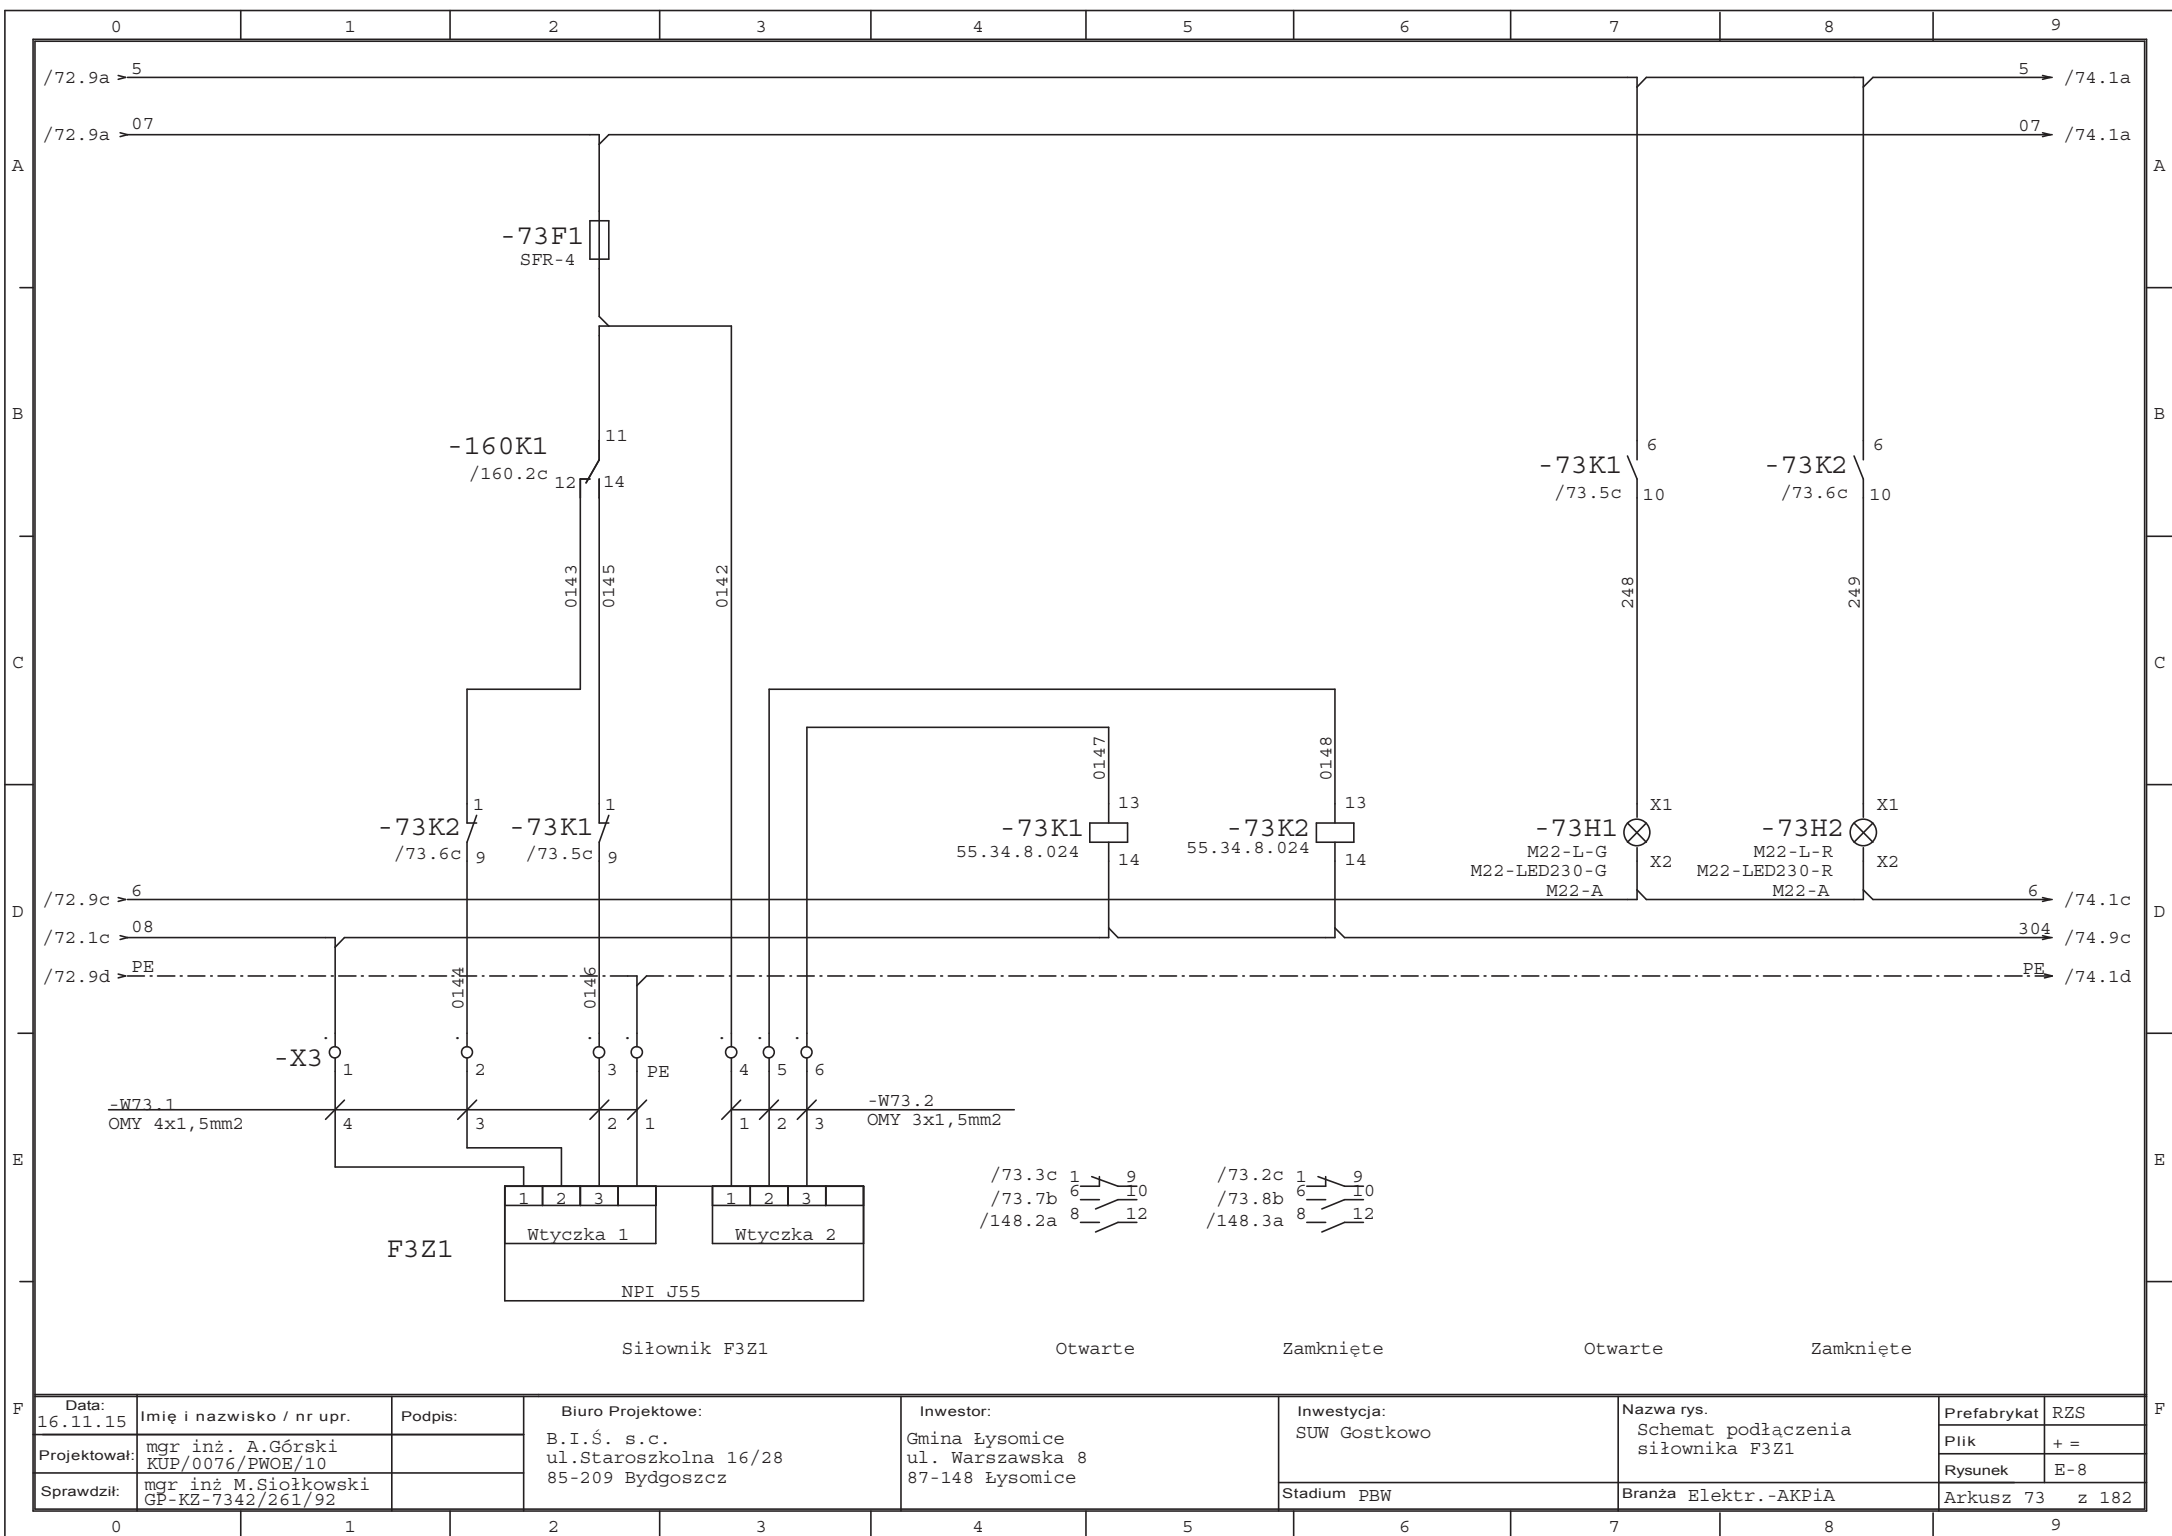 0 1 2 3 4 5 6 7 8 9
/72.9a 5 5 /74.1a
/72.9a 07 07 /74.1a
A A
-73F1
SFR-4
B B
-160K1 11
/160.2c 12 14
-73K1 6
/73.5c 10
-73K2 6
/73.6c 10
0143 0145 0142 248 249
C C
0147 0148
-73K2 1
/73.6c 9
-73K1 1
/73.5c 9
-73K1 13
55.34.8.024 14
-73K2 13
55.34.8.024 14
-73H1 X1
M22-L-G X2
M22-LED230-G
M22-A
-73H2 X1
M22-L-R X2
M22-LED230-R
M22-A
/72.9c 6 6 /74.1c
D D
/72.1c 08 304 /74.9c
/72.9d PE PE /74.1d
0144 0146
-X3 1 2 3 PE 4 5 6
-W73.1
OMY 4x1,5mm2 4 3 2 1
1 2 3 -W73.2
OMY 3x1,5mm2
E E
1 2 3 1 2 3
Wtyczka 1 Wtyczka 2
F3Z1
NPI J55
/73.3c 1 9
/73.7b 6 10
/148.2a 8 12
/73.2c 1 9
/73.8b 6 10
/148.3a 8 12
Siłownik F3Z1 Otwarte Zamknięte Otwarte Zamknięte
F F
Data:
16.11.15
Imię i nazwisko / nr upr.
Podpis:
Projektował:
mgr inż. A.Górski
KUP/0076/PWOE/10
Sprawdził:
mgr inż M.Siołkowski
GP-KZ-7342/261/92
Biuro Projektowe:
B.I.Ś. s.c.
ul.Staroszkolna 16/28
85-209 Bydgoszcz
Inwestor:
Gmina Łysomice
ul. Warszawska 8
87-148 Łysomice
Inwestycja:
SUW Gostkowo
Stadium PBW
Nazwa rys.
Schemat podłączenia
siłownika F3Z1
Branża Elektr.-AKPiA
Prefabrykat RZS
Plik + =
Rysunek E-8
Arkusz 73 z 182
0 1 2 3 4 5 6 7 8 9